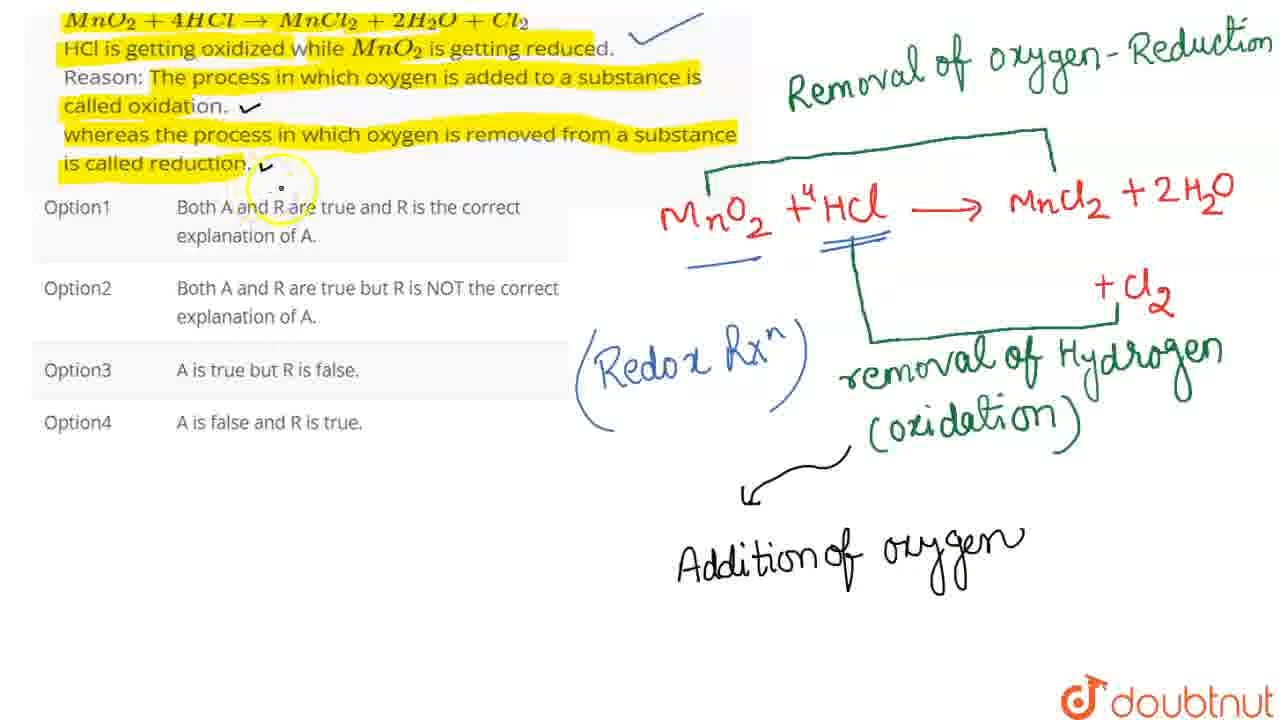 MnO₂ + 4HCl → MnCl₂ + 2H₂O + Cl₂
HCl is getting oxidized while MnO₂ is getting reduced.
Reason: The process in which oxygen is added to a substance is
called oxidation.
whereas the process in which oxygen is removed from a substance
is called reduction.
Option1 Both A and R are true and R is the correct
explanation of A.
Option2 Both A and R are true but R is NOT the correct
explanation of A.
Option3 A is true but R is false.
Option4 A is false and R is true.
Removal of oxygen - Reduction
MnO₂ + 4HCl → MnCl₂ + 2H₂O
+ Cl₂
(Redox Rxⁿ)
removal of Hydrogen
(oxidation)
Addition of oxygen
doubtnut